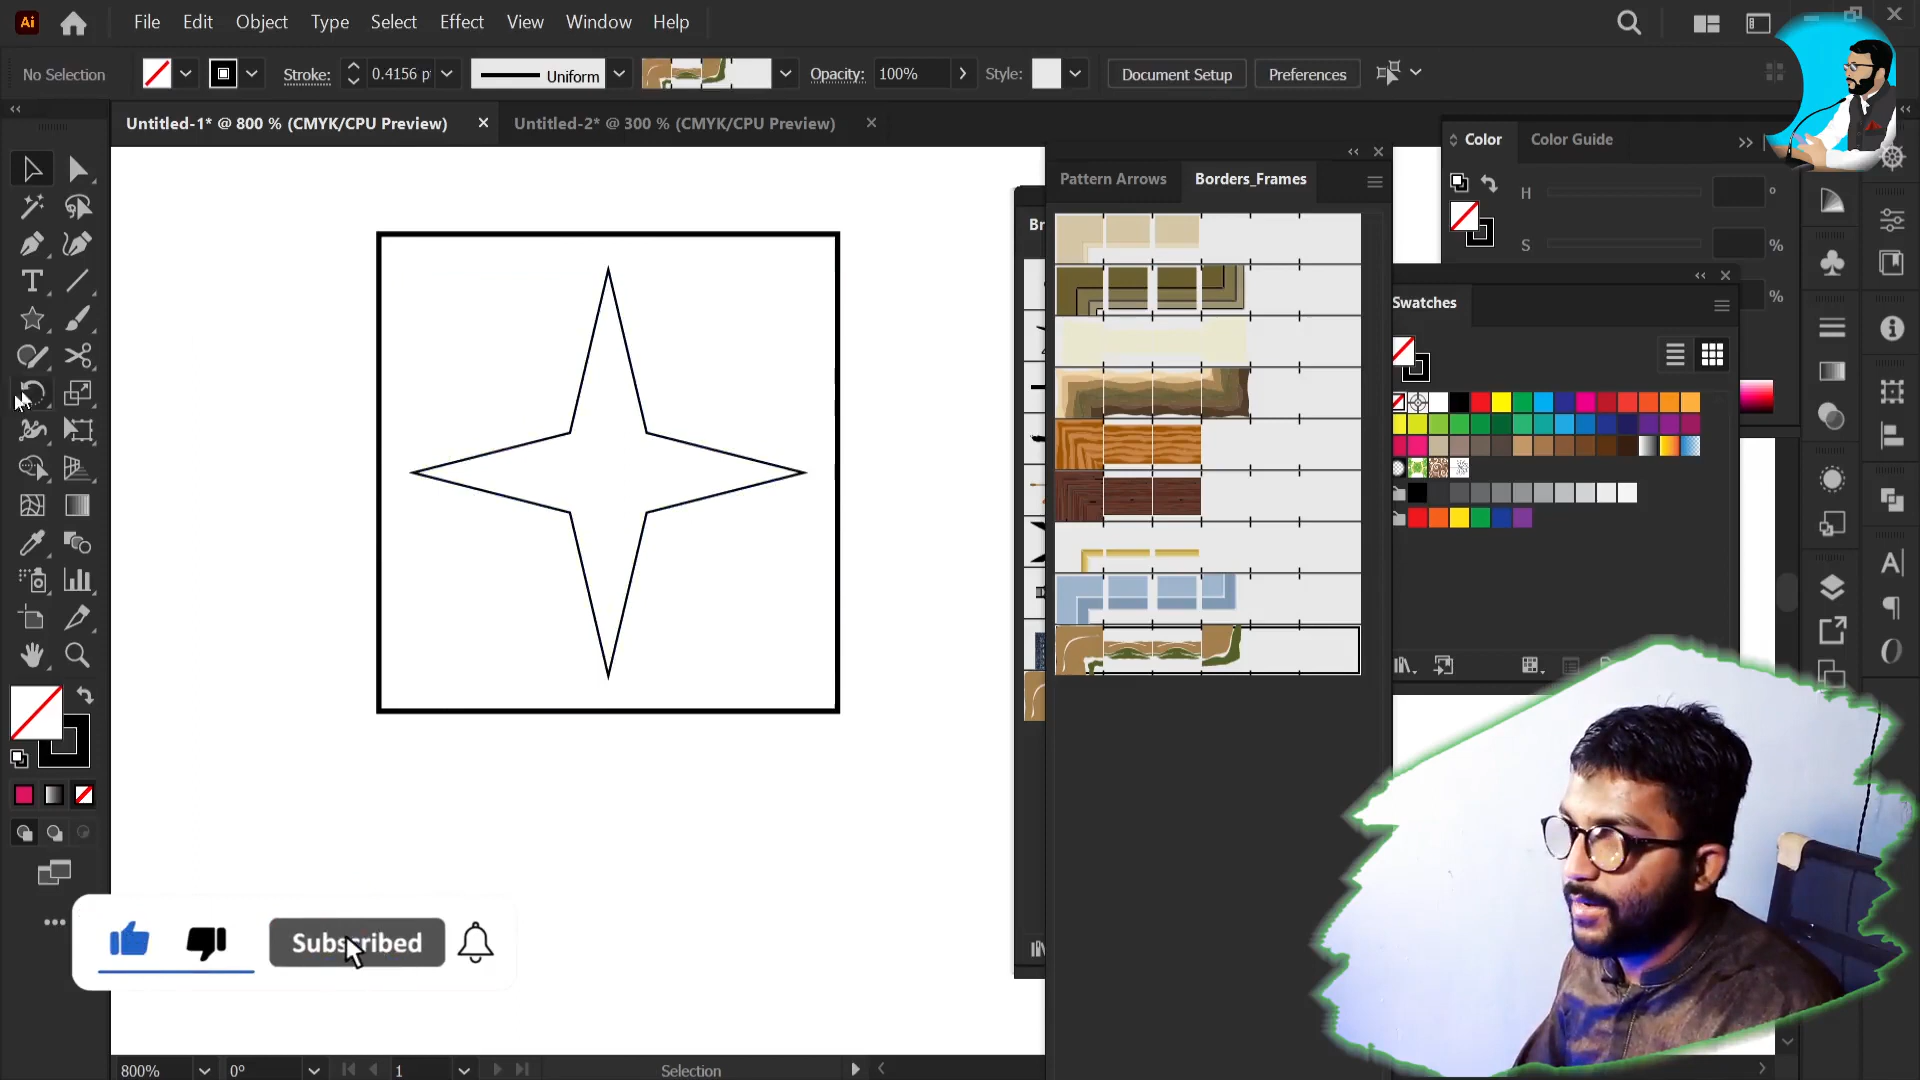 Ai
File Edit Object Type Select Effect View Window Help
No Selection
Stroke:
0.4156 p
Uniform
Opacity:
100%
Style:
Document Setup
Preferences
Untitled-1* @ 800 % (CMYK/CPU Preview)
Untitled-2* @ 300 % (CMYK/CPU Preview)
Color
Color Guide
Pattern Arrows
Borders_Frames
H
°
Br
S
%
%
Swatches
Subscribed
800%
0°
1
Selection